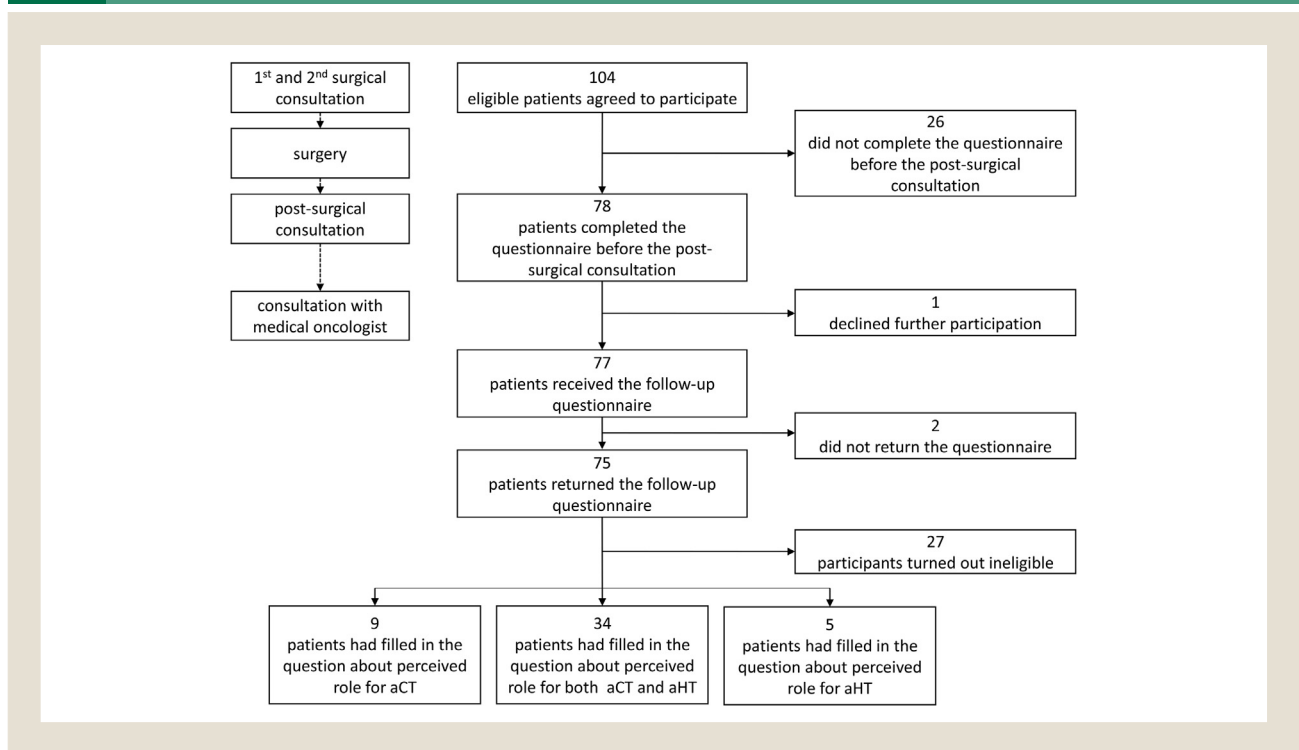 1st and 2nd surgical
consultation
surgery
post-surgical
consultation
consultation with
medical oncologist
104
eligible patients agreed to participate
26
did not complete the questionnaire
before the post-surgical
consultation
78
patients completed the
questionnaire before the post-
surgical consultation
1
declined further participation
77
patients received the follow-up
questionnaire
2
did not return the questionnaire
75
patients returned the follow-up
questionnaire
27
participants turned out ineligible
9
patients had filled in the
question about perceived
role for aCT
34
patients had filled in the
question about perceived
role for both aCT and aHT
5
patients had filled in the
question about perceived
role for aHT